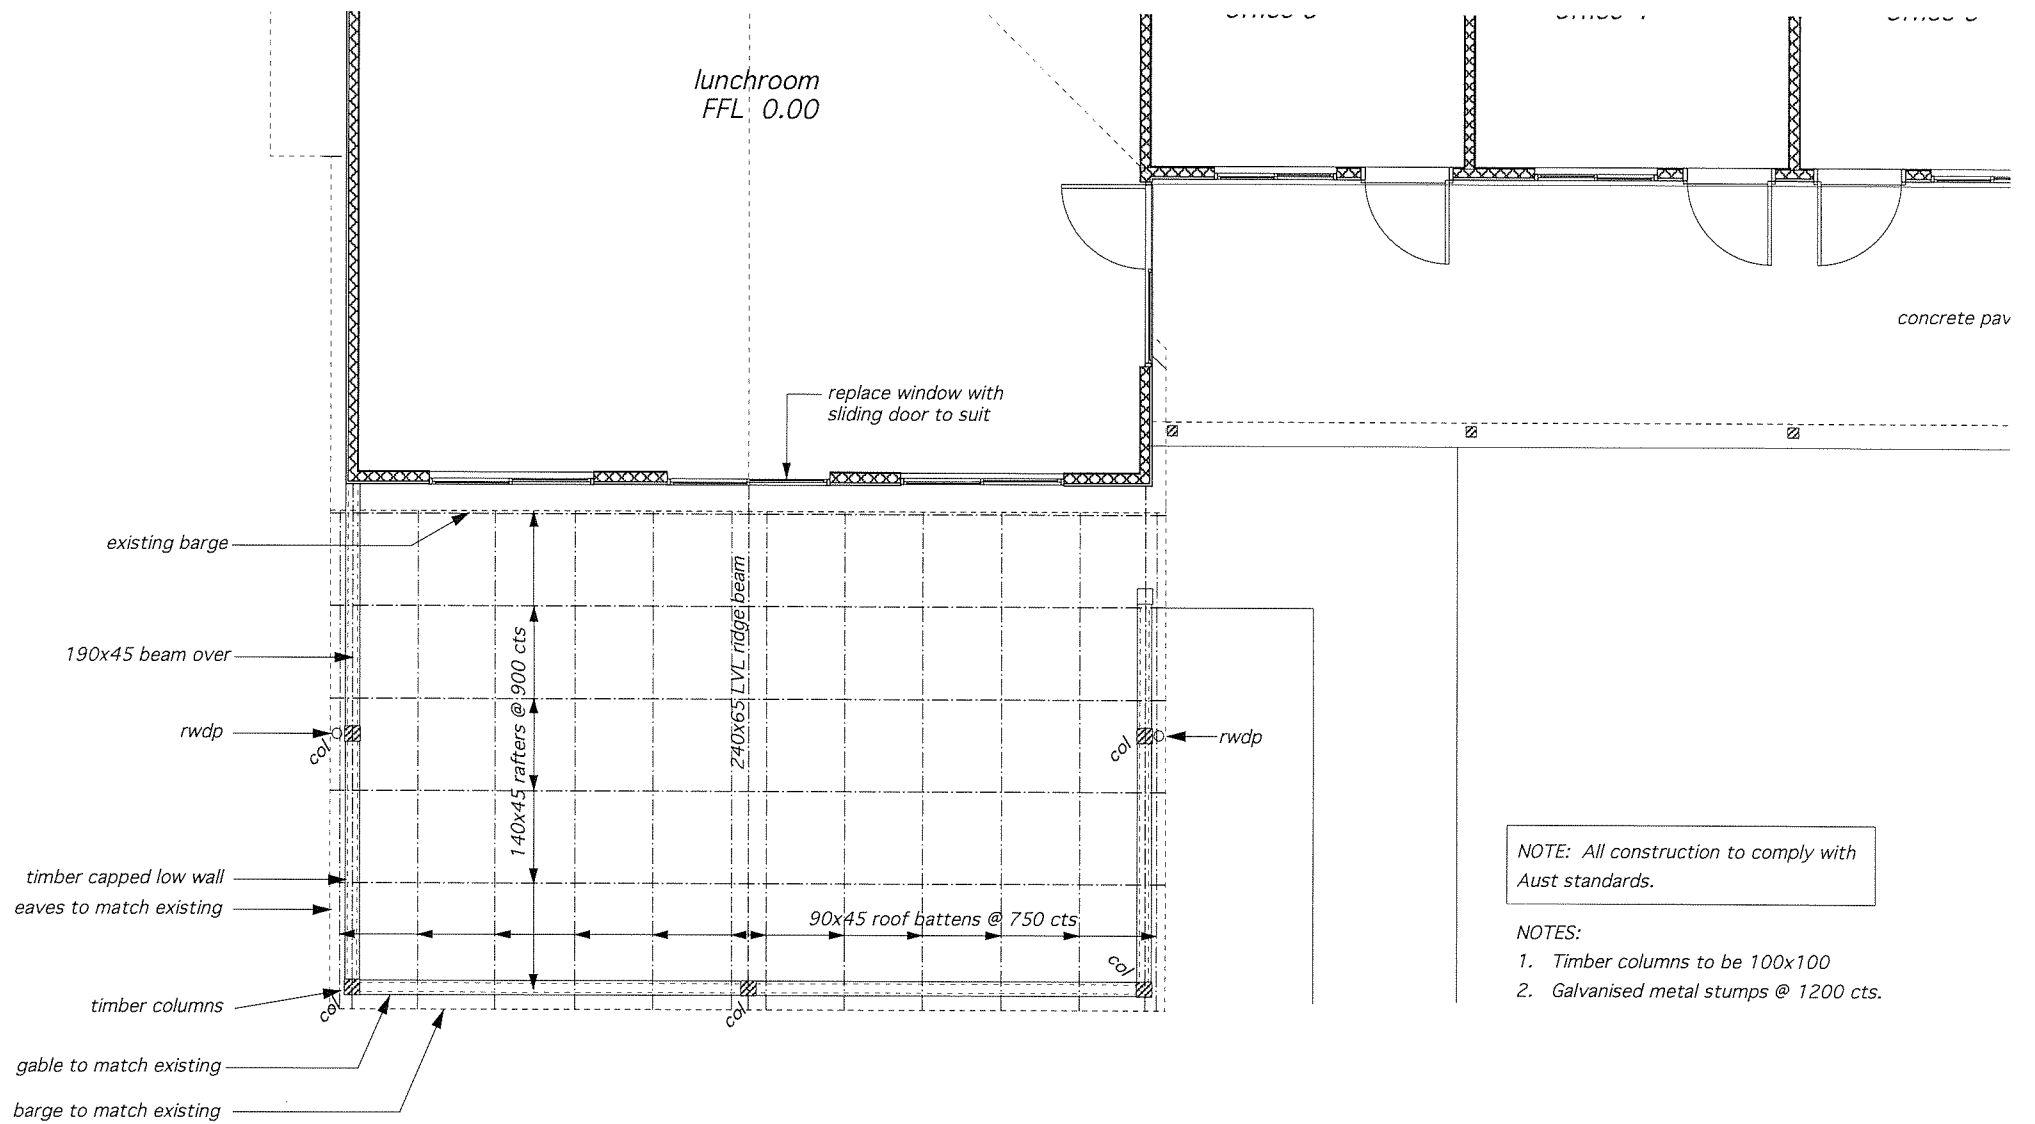 lunchroom
FFL 0.00
concrete pav
replace window with
sliding door to suit
existing barge
190x45 beam over
rwdp
col
140x45 rafters @ 900 cts
240x65 LVL ridge beam
col
rwdp
timber capped low wall
eaves to match existing
90x45 roof battens @ 750 cts
timber columns
col
col
col
gable to match existing
barge to match existing
NOTE: All construction to comply with
Aust standards.
NOTES:
1. Timber columns to be 100x100
2. Galvanised metal stumps @ 1200 cts.